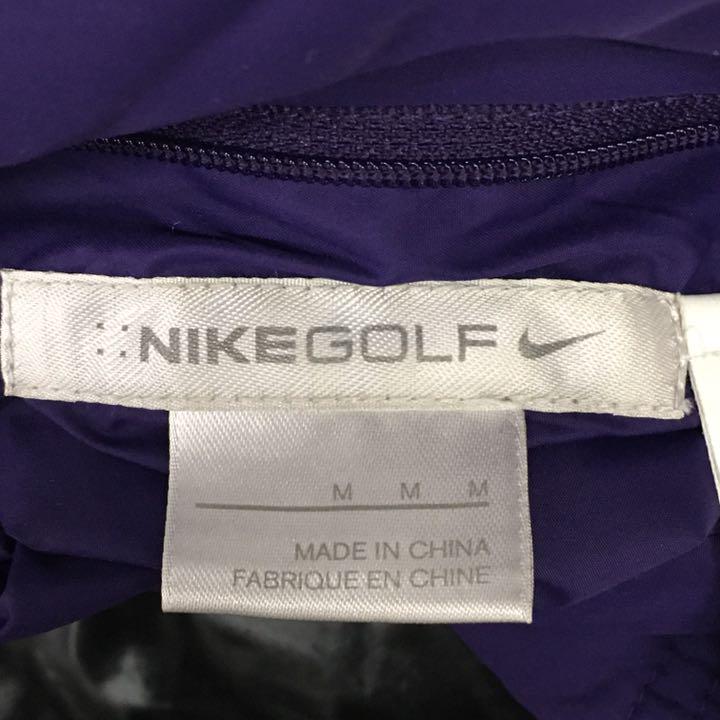 NIKEGOLF
M M M
MADE IN CHINA
FABRIQUE EN CHINE